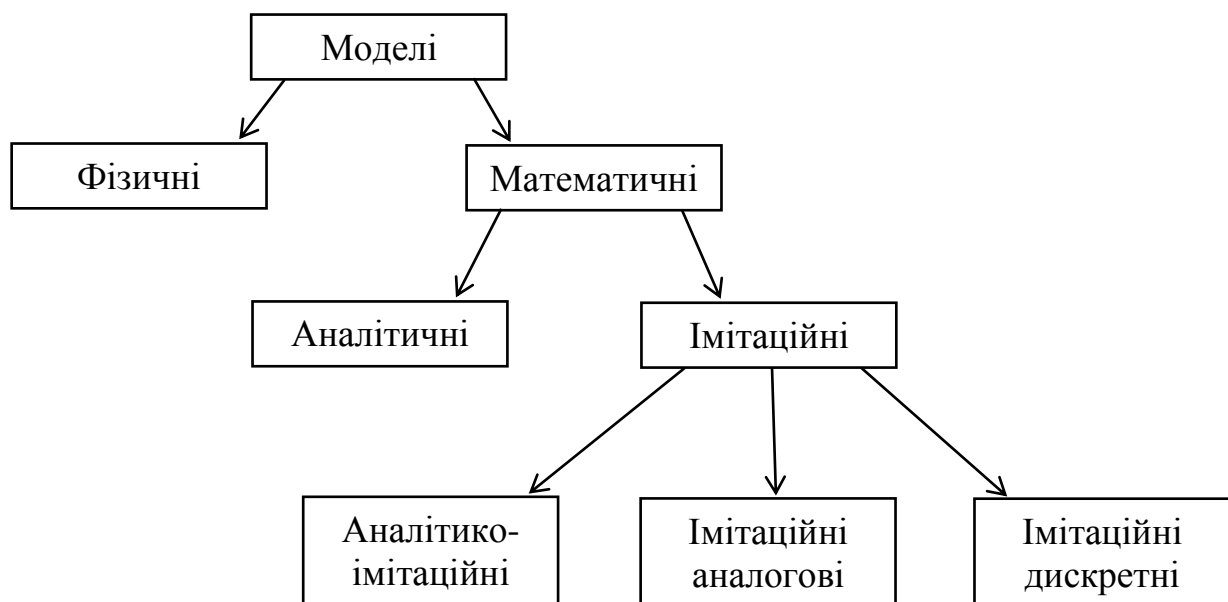 Моделі
Фізичні
Математичні
Аналітичні
Імітаційні
Аналітико-
імітаційні
Імітаційні
аналогові
Імітаційні
дискретні